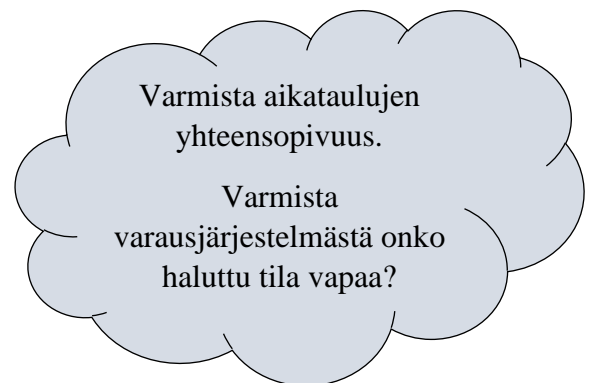 Varmista aikataulujen
yhteensopivuus.
Varmista
varausjärjestelmästä onko
haluttu tila vapaa?